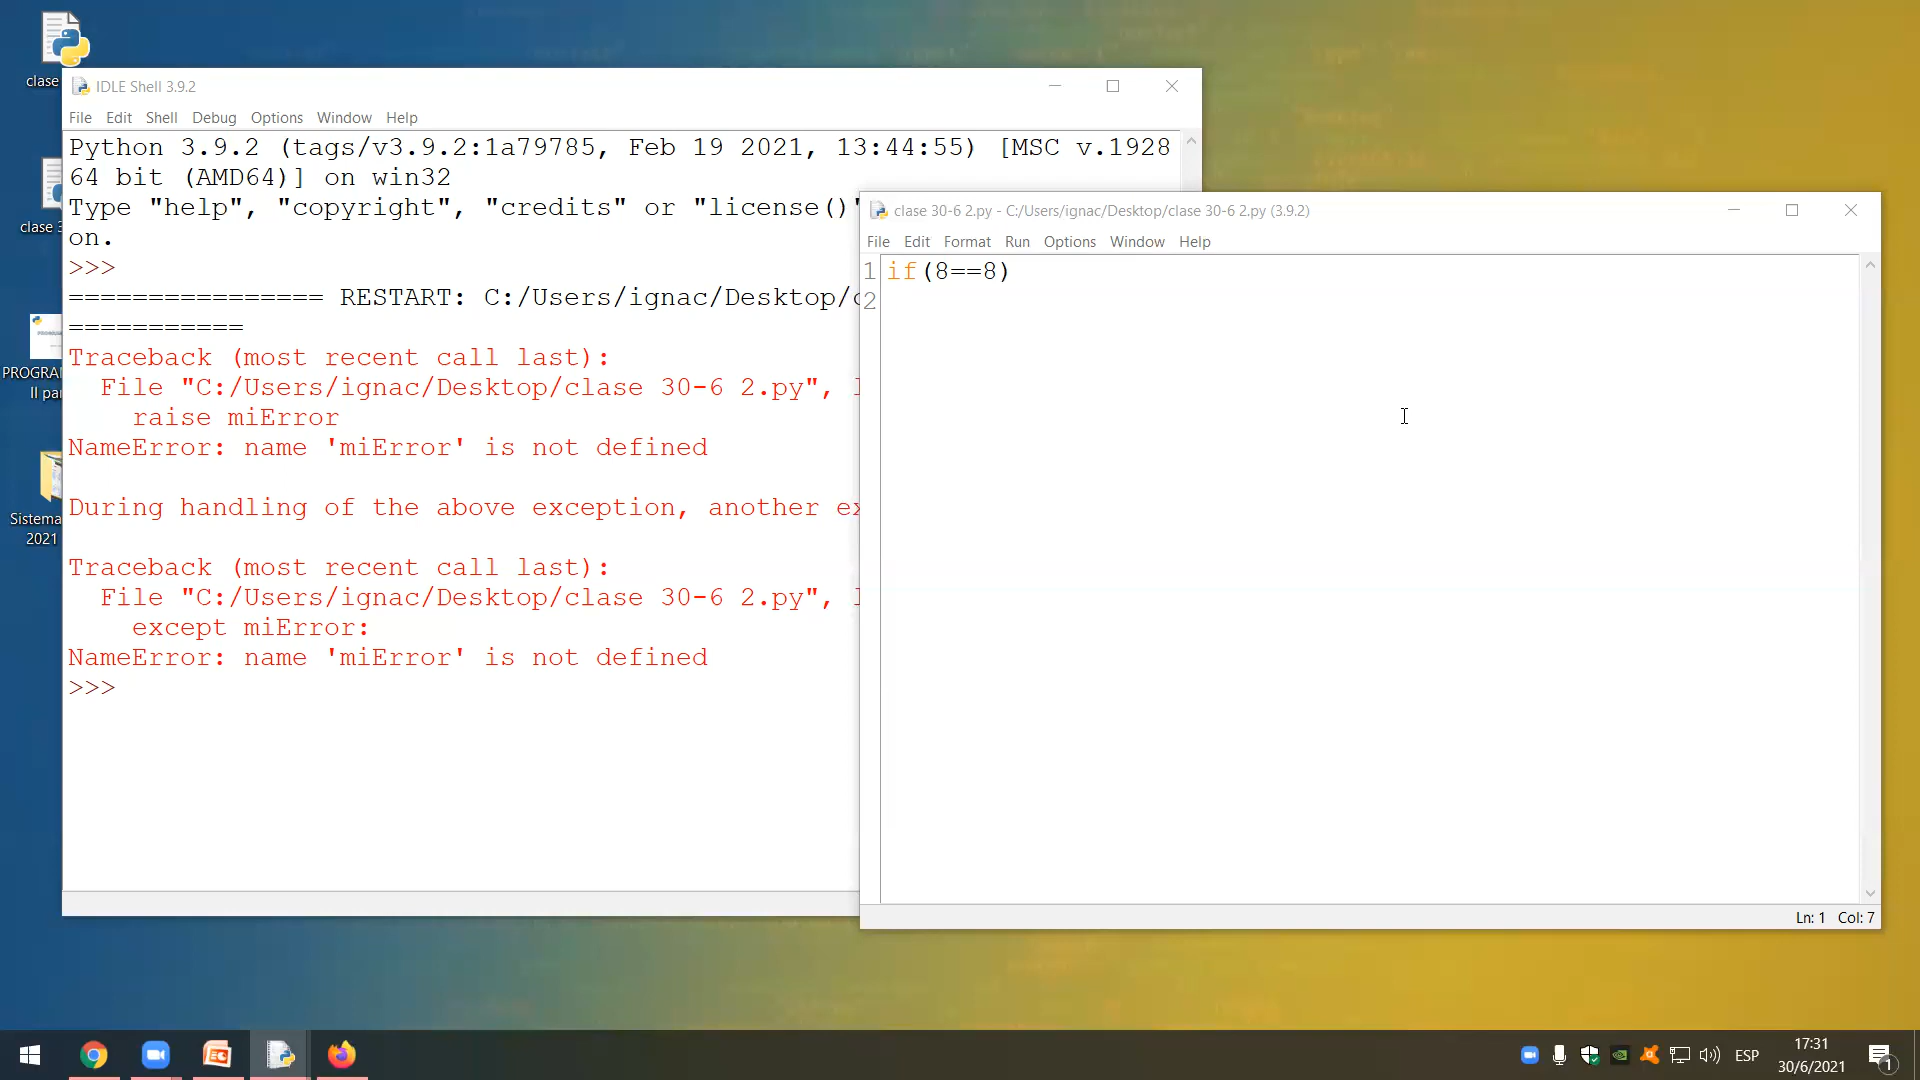 clase
clase 3
PROGRA
II pa
Sistema
2021
IDLE Shell 3.9.2
File Edit Shell Debug Options Window Help
Python 3.9.2 (tags/v3.9.2:1a79785, Feb 19 2021, 13:44:55) [MSC v.1928
64 bit (AMD64)] on win32
Type "help", "copyright", "credits" or "license()"
on.
>>>
================ RESTART: C:/Users/ignac/Desktop/c
===========
Traceback (most recent call last):
File "C:/Users/ignac/Desktop/clase 30-6 2.py", l
raise miError
NameError: name 'miError' is not defined
During handling of the above exception, another ex
Traceback (most recent call last):
File "C:/Users/ignac/Desktop/clase 30-6 2.py", l
except miError:
NameError: name 'miError' is not defined
>>>
clase 30-6 2.py - C:/Users/ignac/Desktop/clase 30-6 2.py (3.9.2)
File Edit Format Run Options Window Help
1 if(8==8)
2
Ln: 1 Col: 7
ESP
17:31
30/6/2021
1